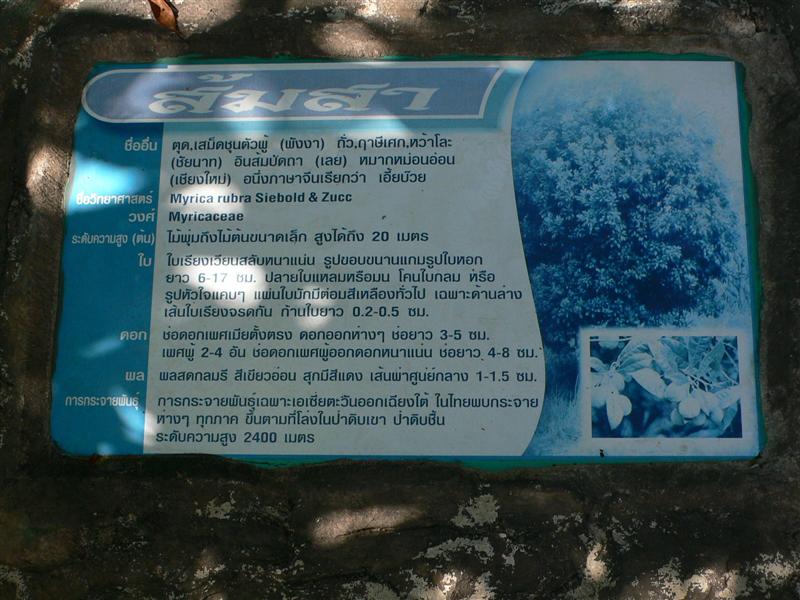 ส้มสา
ชื่ออื่น ตุด,เสม็ดชุนตัวผู้ (พังงา) ถั่ว,ฤาษีเศก,หว้าโละ
(ชัยนาท) อินส้มปัดถา (เลย) หมากหม่อนอ่อน
(เชียงใหม่) อนึ่งภาษาจีนเรียกว่า เอี้ยบ๊วย
ชื่อวิทยาศาสตร์ Myrica rubra Siebold & Zucc
วงศ์ Myricaceae
ระดับความสูง (ต้น) ไม้พุ่มถึงไม้ต้นขนาดเล็ก สูงได้ถึง 20 เมตร
ใบ ใบเรียงเวียนสลับหนาแน่น รูปขอบขนานแกมรูปใบหอก
ยาว 6-17 ซม. ปลายใบแหลมหรือมน โคนใบกลม หรือ
รูปหัวใจแคบๆ แผ่นใบมักมีต่อมสีเหลืองทั่วไป เฉพาะด้านล่าง
เส้นใบเรียงจรดกัน ก้านใบยาว 0.2-0.5 ซม.
ดอก ช่อดอกเพศเมียตั้งตรง ดอกออกห่างๆ ช่อยาว 3-5 ซม.
เพศผู้ 2-4 อัน ช่อดอกเพศผู้ออกดอกหนาแน่น ช่อยาว 4-8 ซม.
ผล ผลสดกลมรี สีเขียวอ่อน สุกมีสีแดง เส้นผ่าศูนย์กลาง 1-1.5 ซม.
การกระจายพันธุ์ การกระจายพันธุ์เฉพาะเอเซียตะวันออกเฉียงใต้ ในไทยพบกระจาย
ห่างๆ ทุกภาค ขึ้นตามที่โล่งในป่าดิบเขา ป่าดิบชื้น
ระดับความสูง 2400 เมตร